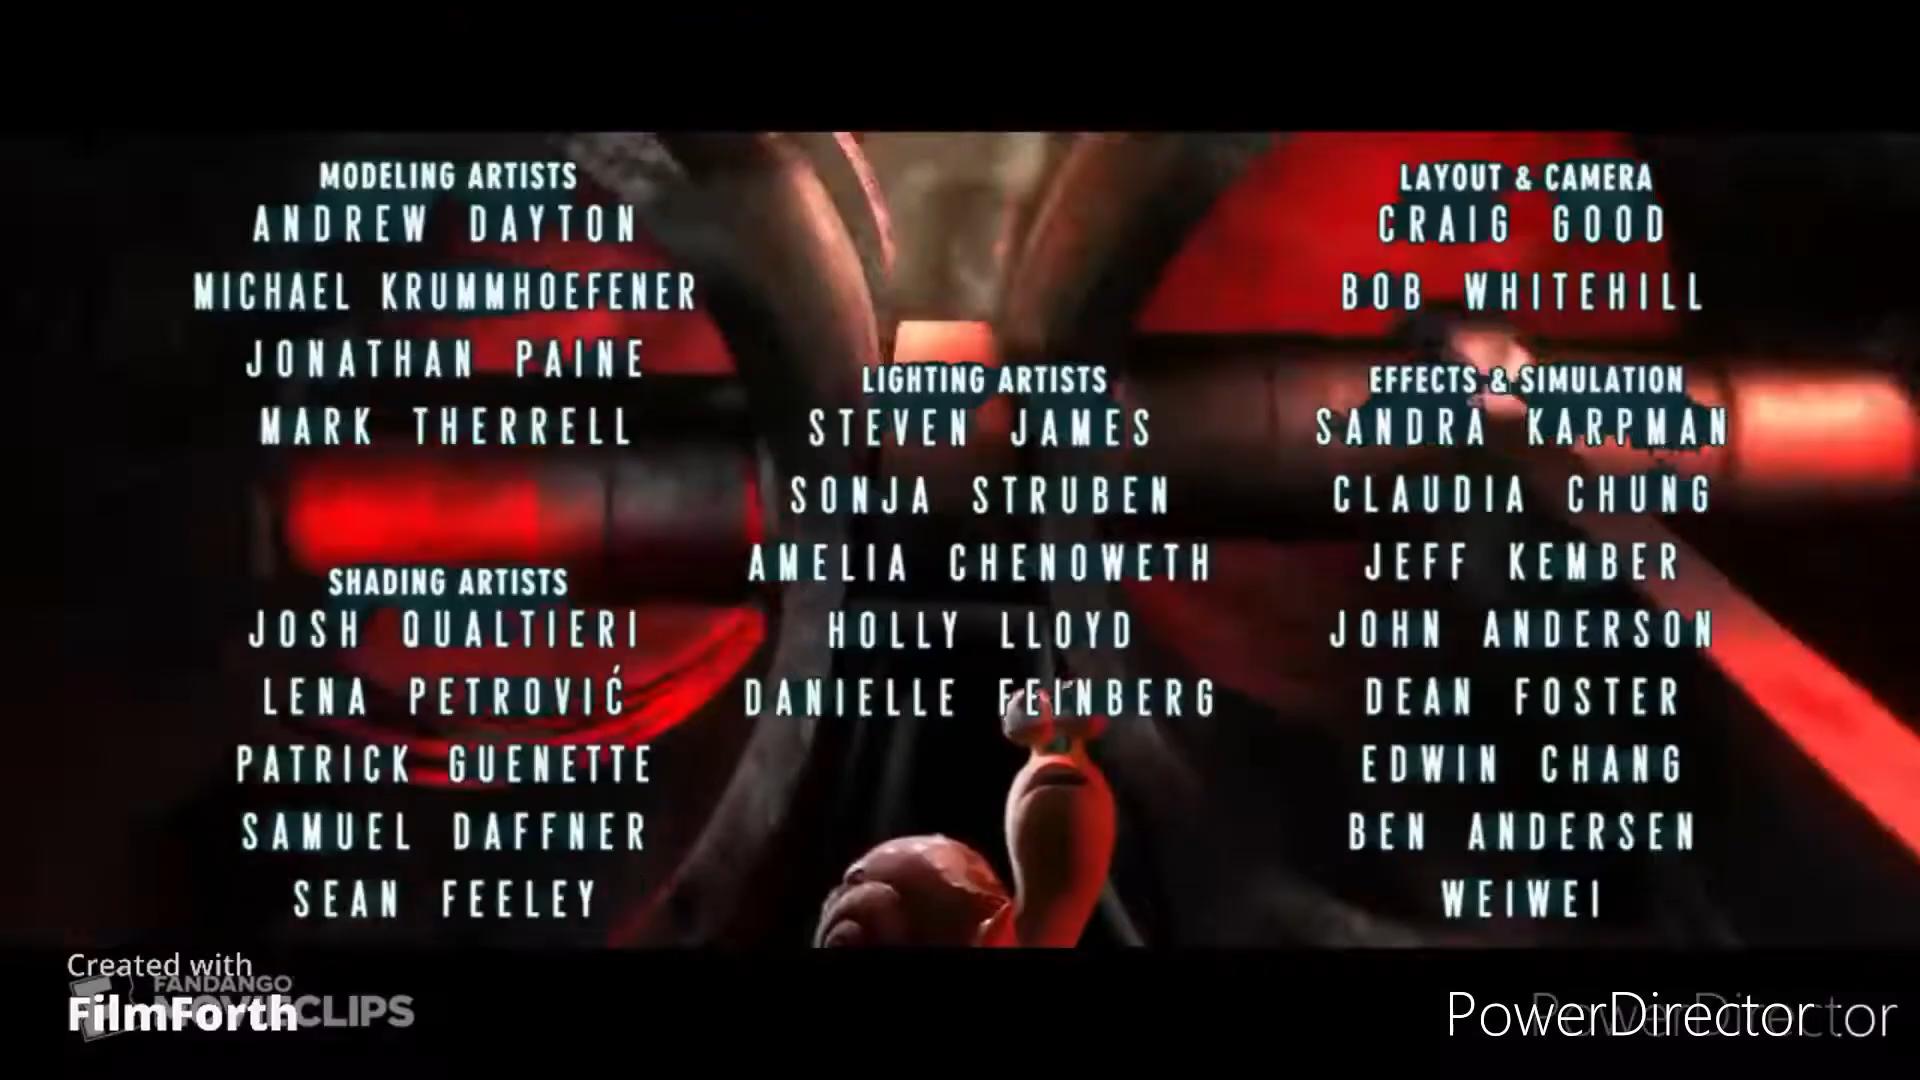 MODELING ARTISTS
ANDREW DAYTON
MICHAEL KRUMMHOEFENER
JONATHAN PAINE
MARK THERRELL
SHADING ARTISTS
JOSH QUALTIERI
LENA PETROVIĆ
PATRICK GUENETTE
SAMUEL DAFFNER
SEAN FEELEY
LIGHTING ARTISTS
STEVEN JAMES
SONJA STRUBEN
AMELIA CHENOWETH
HOLLY LLOYD
DANIELLE FEINBERG
LAYOUT & CAMERA
CRAIG GOOD
BOB WHITEHILL
EFFECTS & SIMULATION
SANDRA KARPMAN
CLAUDIA CHUNG
JEFF KEMBER
JOHN ANDERSON
DEAN FOSTER
EDWIN CHANG
BEN ANDERSEN
WEIWEI
Created with
FANDANGO
FilmForth
MOVIECLIPS
PowerDirector
PowerDirector